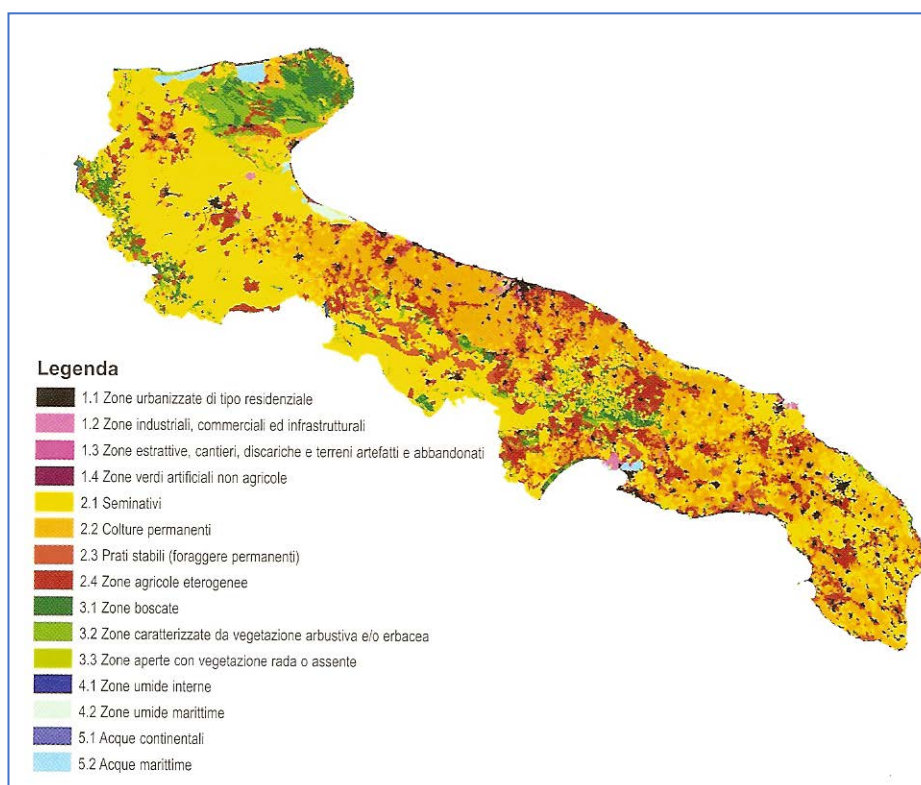 Legenda
1.1 Zone urbanizzate di tipo residenziale
1.2 Zone industriali, commerciali ed infrastrutturali
1.3 Zone estrattive, cantieri, discariche e terreni artefatti e abbandonati
1.4 Zone verdi artificiali non agricole
2.1 Seminativi
2.2 Colture permanenti
2.3 Prati stabili (foraggere permanenti)
2.4 Zone agricole eterogenee
3.1 Zone boscate
3.2 Zone caratterizzate da vegetazione arbustiva e/o erbacea
3.3 Zone aperte con vegetazione rada o assente
4.1 Zone umide interne
4.2 Zone umide marittime
5.1 Acque continentali
5.2 Acque marittime